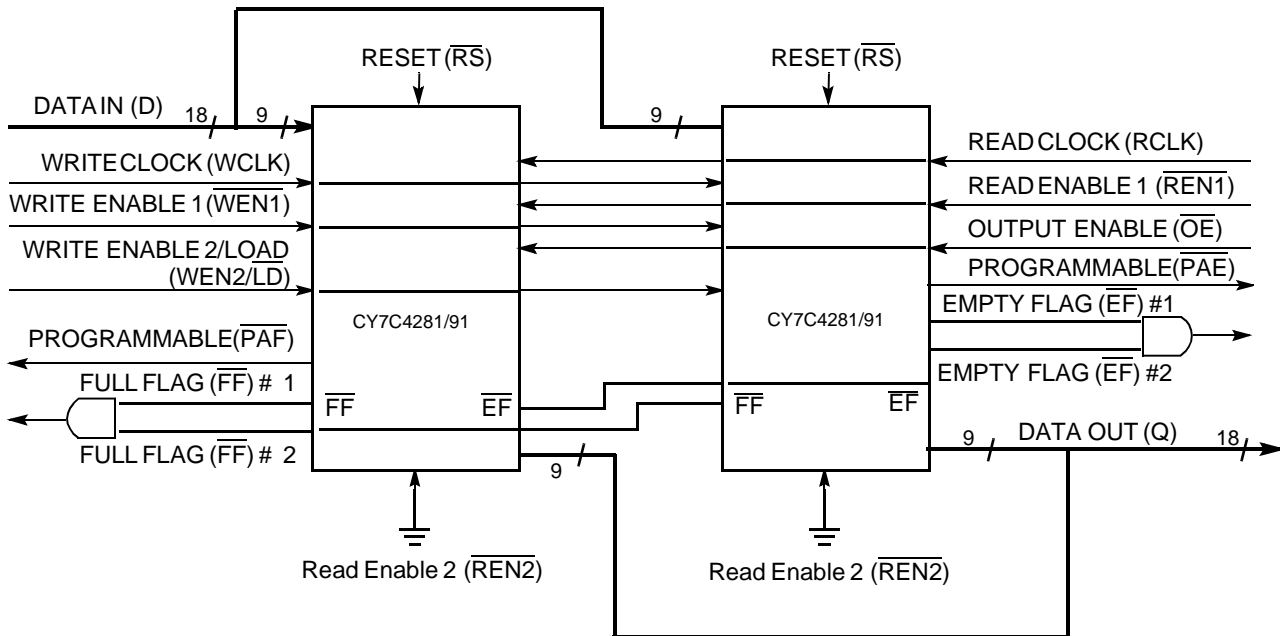 RESET (RS)
RESET (RS)
DATA IN (D)
18
9
9
READ CLOCK (RCLK)
WRITE CLOCK (WCLK)
READ ENABLE 1 (REN1)
WRITE ENABLE 1 (WEN1)
OUTPUT ENABLE (OE)
WRITE ENABLE 2/LOAD
(WEN2/LD)
PROGRAMMABLE(PAE)
EMPTY FLAG (EF) #1
CY7C4281/91
CY7C4281/91
PROGRAMMABLE(PAF)
EMPTY FLAG (EF) #2
FULL FLAG (FF) # 1
FF
EF
FF
EF
FULL FLAG (FF) # 2
9
DATA OUT (Q)
18
9
Read Enable 2 (REN2)
Read Enable 2 (REN2)